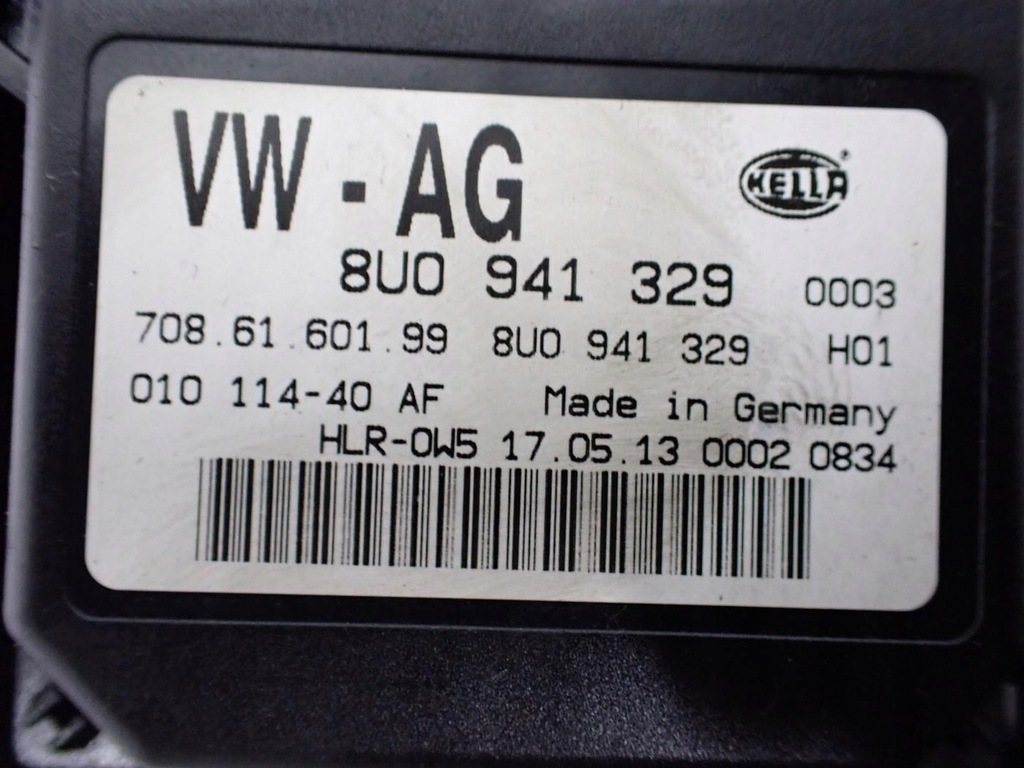 VW-AG
HELLA
8U0 941 329 0003
708.61.601.99 8U0 941 329 H01
010 114-40 AF Made in Germany
HLR-0W5 17.05.13 0002 0834